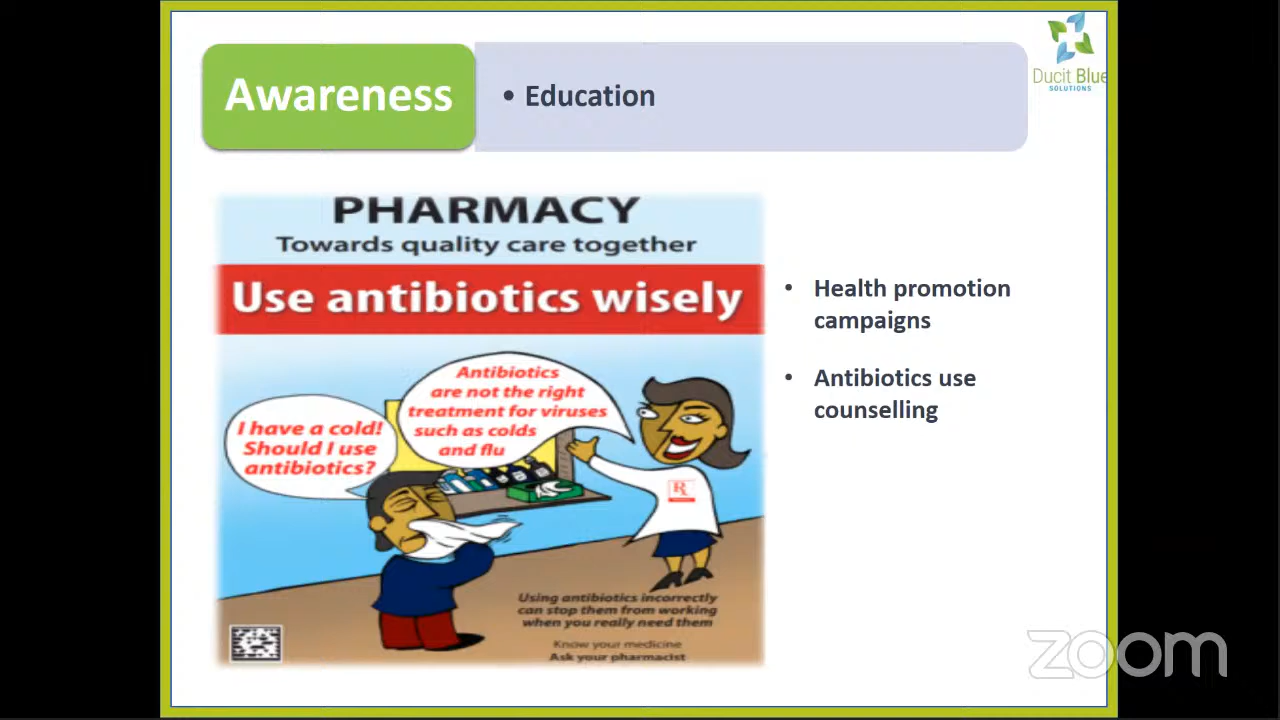 Awareness
• Education
Ducit Blue
SOLUTIONS
PHARMACY
Towards quality care together
Use antibiotics wisely
Antibiotics
are not the right
treatment for viruses
such as colds
and flu
I have a cold!
Should I use
antibiotics?
Rx
Using antibiotics incorrectly
can stop them from working
when you really need them
Know your medicine
Ask your pharmacist
• Health promotion
campaigns
• Antibiotics use
counselling
zoom